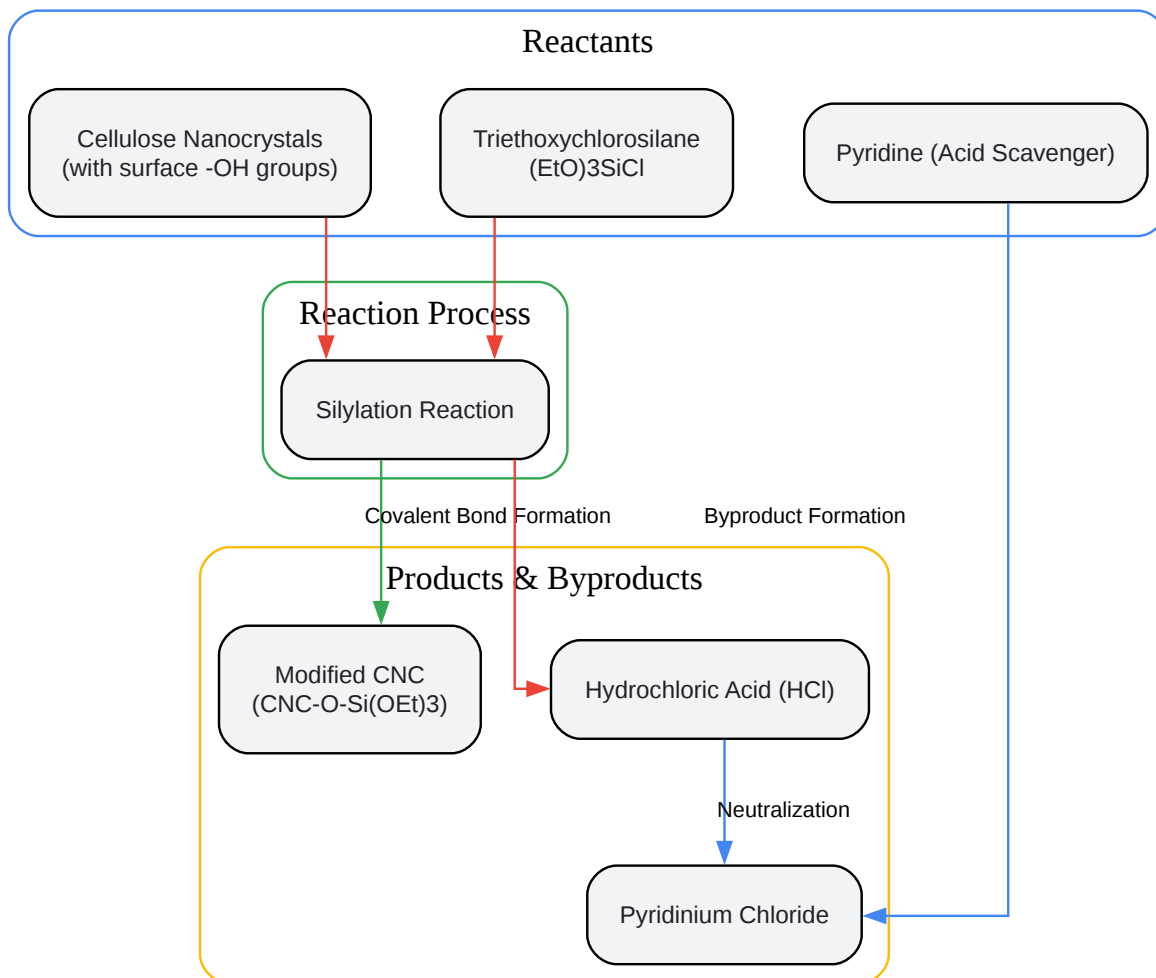 Reactants
Cellulose Nanocrystals
(with surface -OH groups)
Triethoxychlorosilane
(EtO)3SiCl
Pyridine (Acid Scavenger)
Reaction Process
Silylation Reaction
Covalent Bond Formation
Byproduct Formation
Products & Byproducts
Modified CNC
(CNC-O-Si(OEt)3)
Hydrochloric Acid (HCl)
Neutralization
Pyridinium Chloride